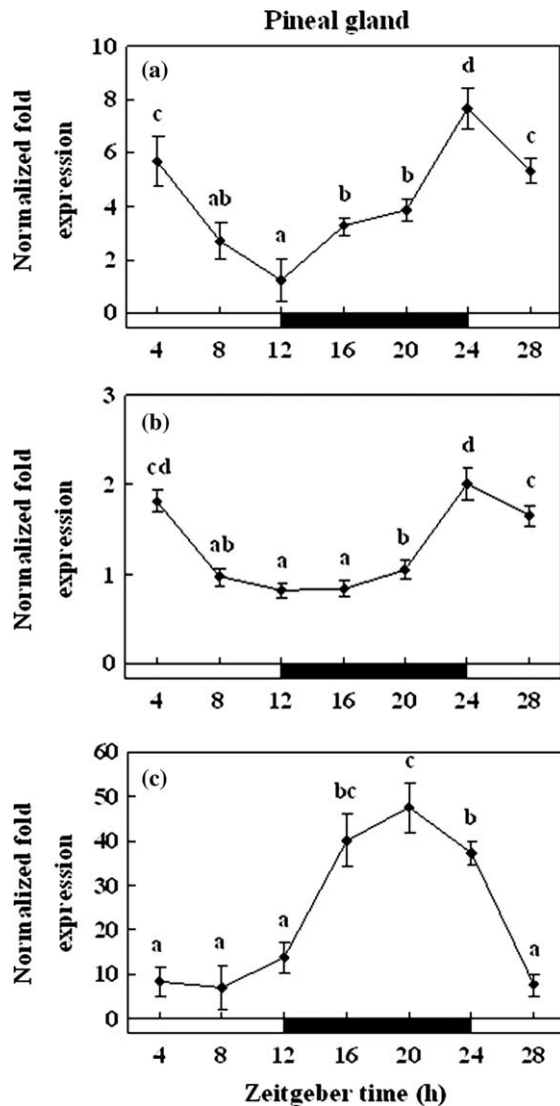 Pineal gland
(a)
Normalized fold
expression
10
8
6
4
2
0
c
ab
a
b
b
d
c
4 8 12 16 20 24 28
(b)
Normalized fold
expression
3
2
1
0
cd
ab
a
a
b
d
c
4 8 12 16 20 24 28
(c)
Normalized fold
expression
60
50
40
30
20
10
0
a
a
a
bc
c
b
a
4 8 12 16 20 24 28
Zeitgeber time (h)